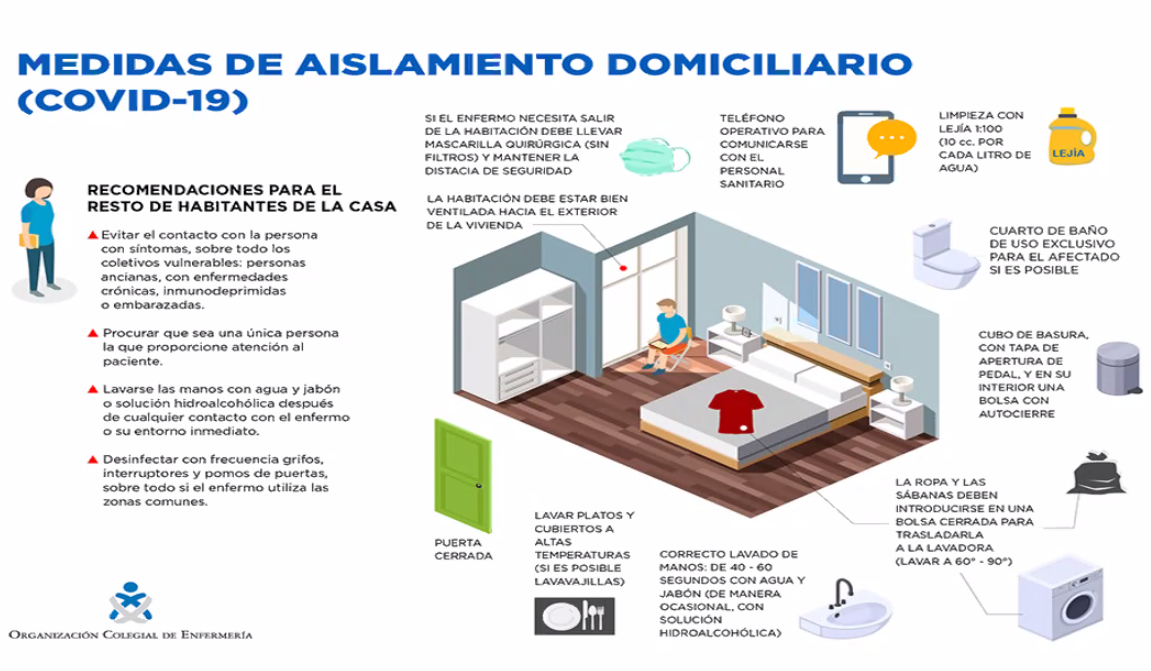 MEDIDAS DE AISLAMIENTO DOMICILIARIO
(COVID-19)
RECOMENDACIONES PARA EL
RESTO DE HABITANTES DE LA CASA
Evitar el contacto con la persona
con síntomas, sobre todo los
coletivos vulnerables: personas
ancianas, con enfermedades
crónicas, inmunodeprimidas
o embarazadas.
Procurar que sea una única persona
la que proporcione atención al
paciente.
Lavarse las manos con agua y jabón
o solución hidroalcohólica después
de cualquier contacto con el enfermo
o su entorno inmediato.
Desinfectar con frecuencia grifos,
interruptores y pomos de puertas,
sobre todo si el enfermo utiliza las
zonas comunes.
ORGANIZACIÓN COLEGIAL DE ENFERMERÍA
SI EL ENFERMO NECESITA SALIR
DE LA HABITACIÓN DEBE LLEVAR
MASCARILLA QUIRÚRGICA (SIN
FILTROS) Y MANTENER LA
DISTACIA DE SEGURIDAD
LA HABITACIÓN DEBE ESTAR BIEN
VENTILADA HACIA EL EXTERIOR
DE LA VIVIENDA
TELÉFONO
OPERATIVO PARA
COMUNICARSE
CON EL
PERSONAL
SANITARIO
LIMPIEZA CON
LEJÍA 1:100
(10 cc. POR
CADA LITRO DE
AGUA)
LEJÍA
CUARTO DE BAÑO
DE USO EXCLUSIVO
PARA EL AFECTADO
SI ES POSIBLE
CUBO DE BASURA,
CON TAPA DE
APERTURA DE
PEDAL, Y EN SU
INTERIOR UNA
BOLSA CON
AUTOCIERRE
LA ROPA Y LAS
SÁBANAS DEBEN
INTRODUCIRSE EN UNA
BOLSA CERRADA PARA
TRASLADARLA
A LA LAVADORA
(LAVAR A 60° - 90°)
PUERTA
CERRADA
LAVAR PLATOS Y
CUBIERTOS A
ALTAS
TEMPERATURAS
(SI ES POSIBLE
LAVAVAJILLAS)
CORRECTO LAVADO DE
MANOS: DE 40 - 60
SEGUNDOS CON AGUA Y
JABÓN (DE MANERA
OCASIONAL, CON
SOLUCIÓN
HIDROALCOHÓLICA)